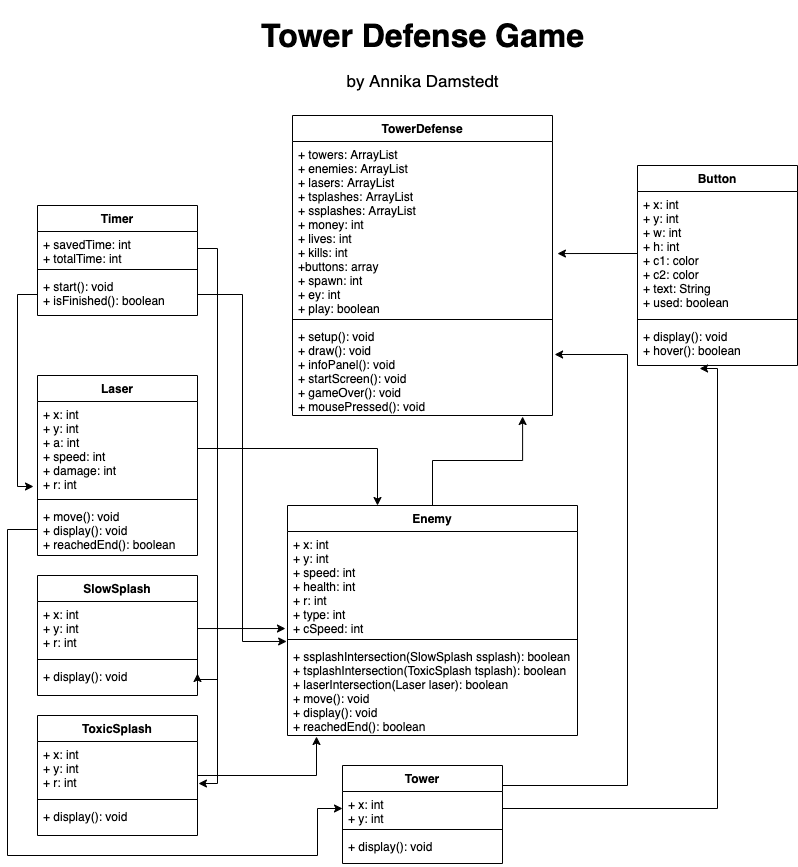 Tower Defense Game
by Annika Damstedt
TowerDefense
+ towers: ArrayList
+ enemies: ArrayList
+ lasers: ArrayList
+ tsplashes: ArrayList
+ ssplashes: ArrayList
+ money: int
+ lives: int
+ kills: int
+buttons: array
+ spawn: int
+ ey: int
+ play: boolean
+ setup(): void
+ draw(): void
+ infoPanel(): void
+ startScreen(): void
+ gameOver(): void
+ mousePressed(): void
Button
+ x: int
+ y: int
+ w: int
+ h: int
+ c1: color
+ c2: color
+ text: String
+ used: boolean
+ display(): void
+ hover(): boolean
Timer
+ savedTime: int
+ totalTime: int
+ start(): void
+ isFinished(): boolean
Laser
+ x: int
+ y: int
+ a: int
+ speed: int
+ damage: int
+ r: int
+ move(): void
+ display(): void
+ reachedEnd(): boolean
Enemy
+ x: int
+ y: int
+ speed: int
+ health: int
+ r: int
+ type: int
+ cSpeed: int
+ ssplashIntersection(SlowSplash ssplash): boolean
+ tsplashIntersection(ToxicSplash tsplash): boolean
+ laserIntersection(Laser laser): boolean
+ move(): void
+ display(): void
+ reachedEnd(): boolean
SlowSplash
+ x: int
+ y: int
+ r: int
+ display(): void
ToxicSplash
+ x: int
+ y: int
+ r: int
+ display(): void
Tower
+ x: int
+ y: int
+ display(): void